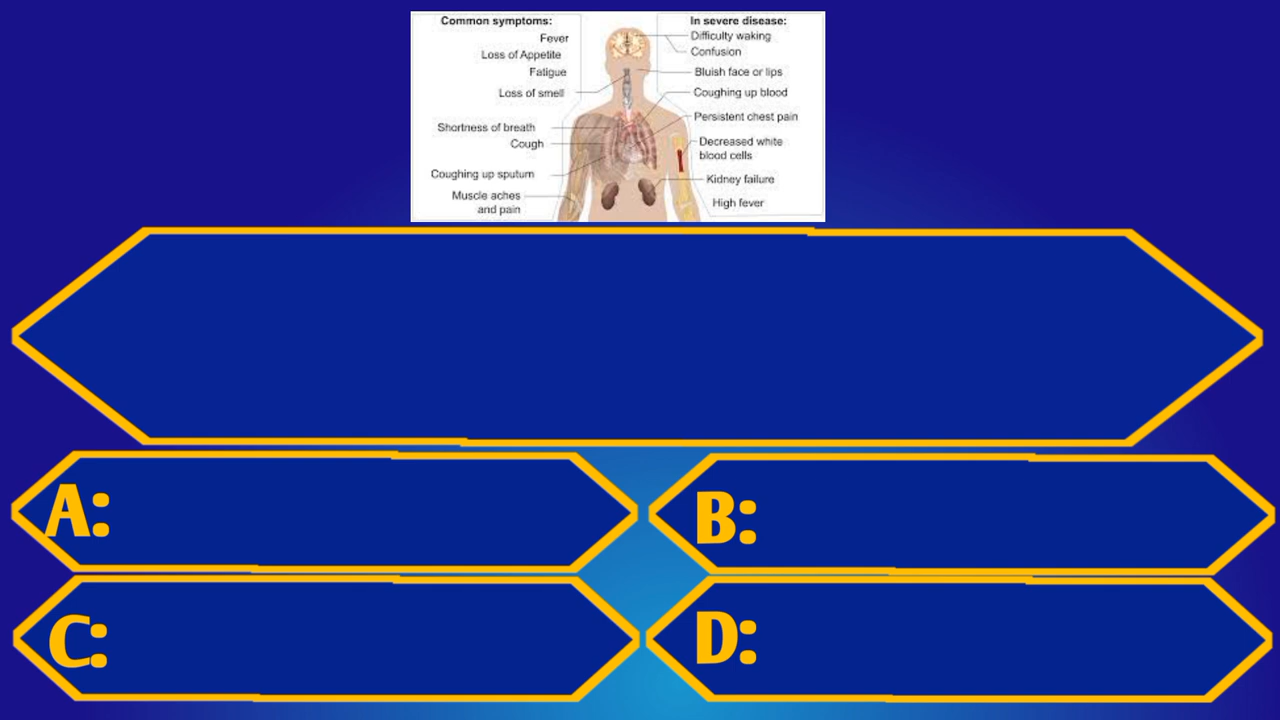 Common symptoms:
Fever
Loss of Appetite
Fatigue
Loss of smell
Shortness of breath
Cough
Coughing up sputum
Muscle aches
and pain
In severe disease:
Difficulty waking
Confusion
Bluish face or lips
Coughing up blood
Persistent chest pain
Decreased white
blood cells
Kidney failure
High fever
A:
B:
C:
D: